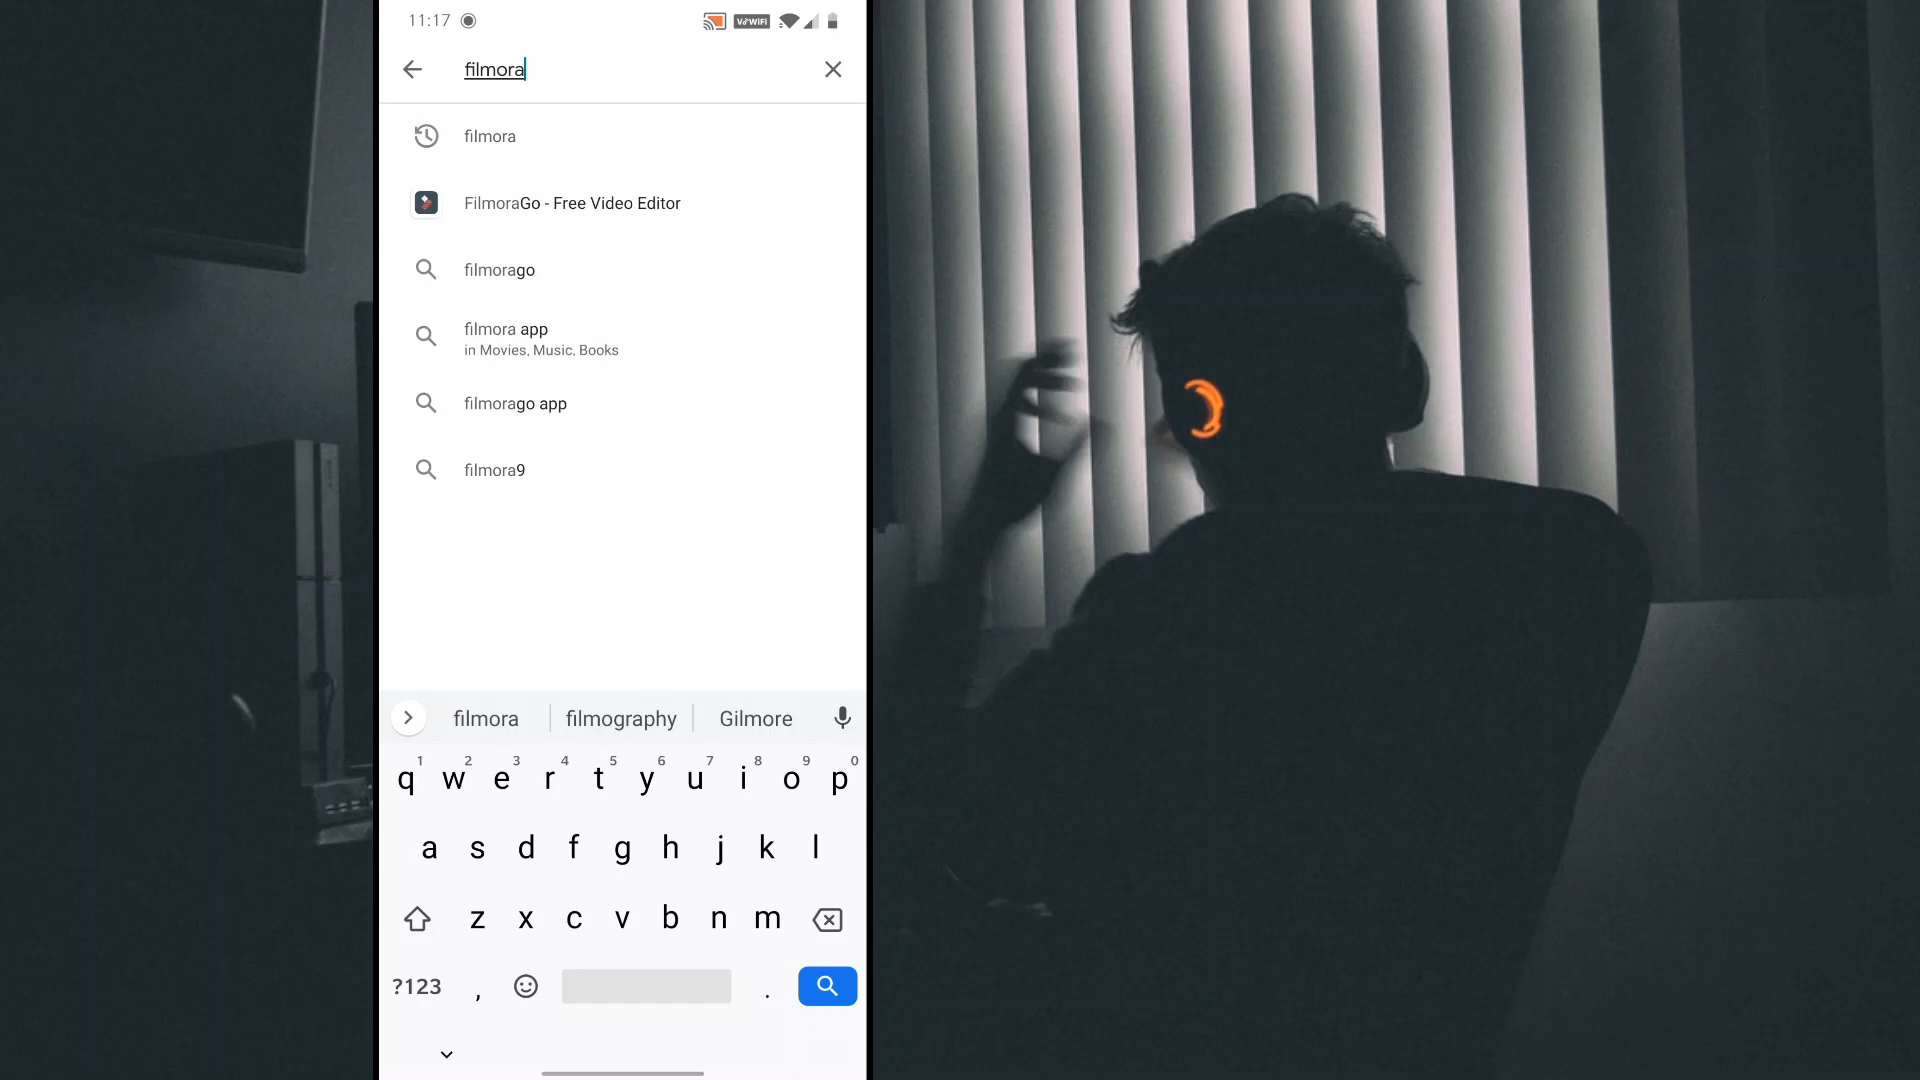 11:17
VoWiFi
filmora
filmora
FilmoraGo - Free Video Editor
filmorago
filmora app
in Movies, Music, Books
filmorago app
filmora9
filmora filmography Gilmore
1 2 3 4 5 6 7 8 9 0
q w e r t y u i o p
a s d f g h j k l
z x c v b n m
?123 , .